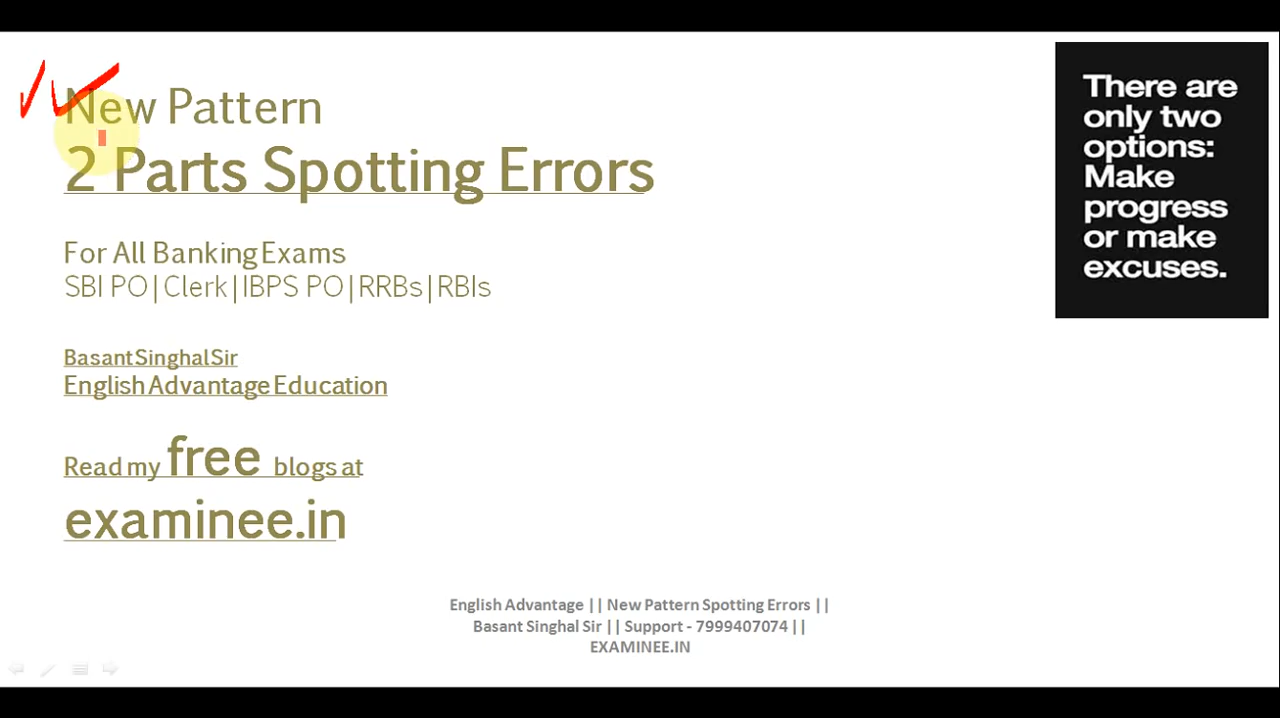 New Pattern
2 Parts Spotting Errors
For All Banking Exams
SBI PO|Clerk|IBPS PO|RRBs|RBIs
Basant Singhal Sir
English Advantage Education
Read my free blogs at
examinee.in
There are
only two
options:
Make
progress
or make
excuses.
English Advantage || New Pattern Spotting Errors ||
Basant Singhal Sir || Support - 7999407074 ||
EXAMINEE.IN